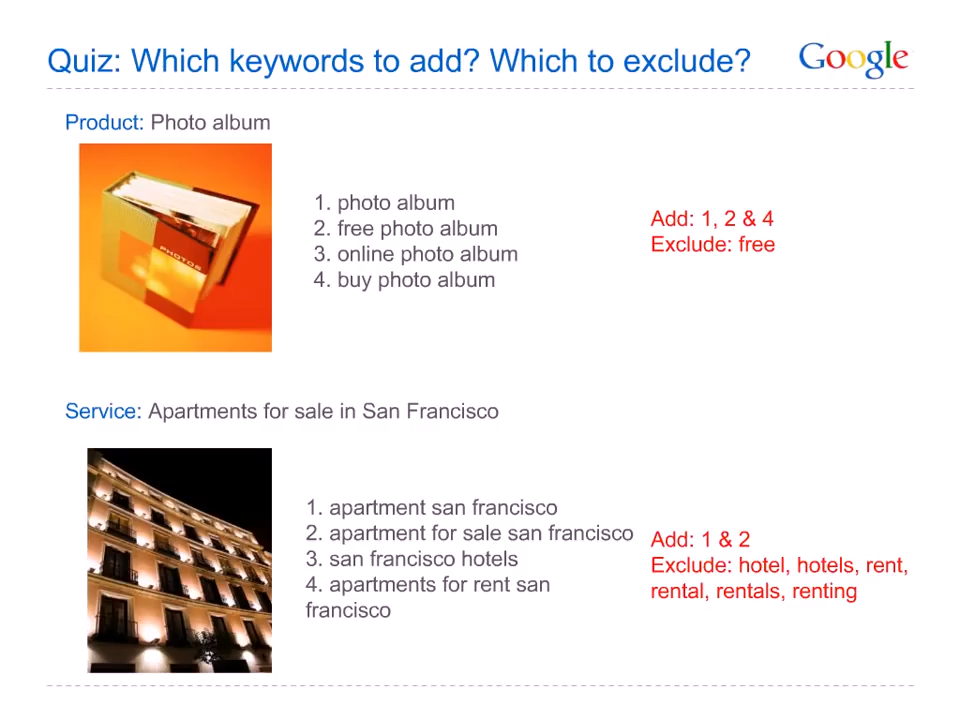 Quiz: Which keywords to add? Which to exclude?
Google
Product: Photo album
PHOTOS
1. photo album
2. free photo album
3. online photo album
4. buy photo album
Add: 1, 2 & 4
Exclude: free
Service: Apartments for sale in San Francisco
1. apartment san francisco
2. apartment for sale san francisco
3. san francisco hotels
4. apartments for rent san
francisco
Add: 1 & 2
Exclude: hotel, hotels, rent,
rental, rentals, renting